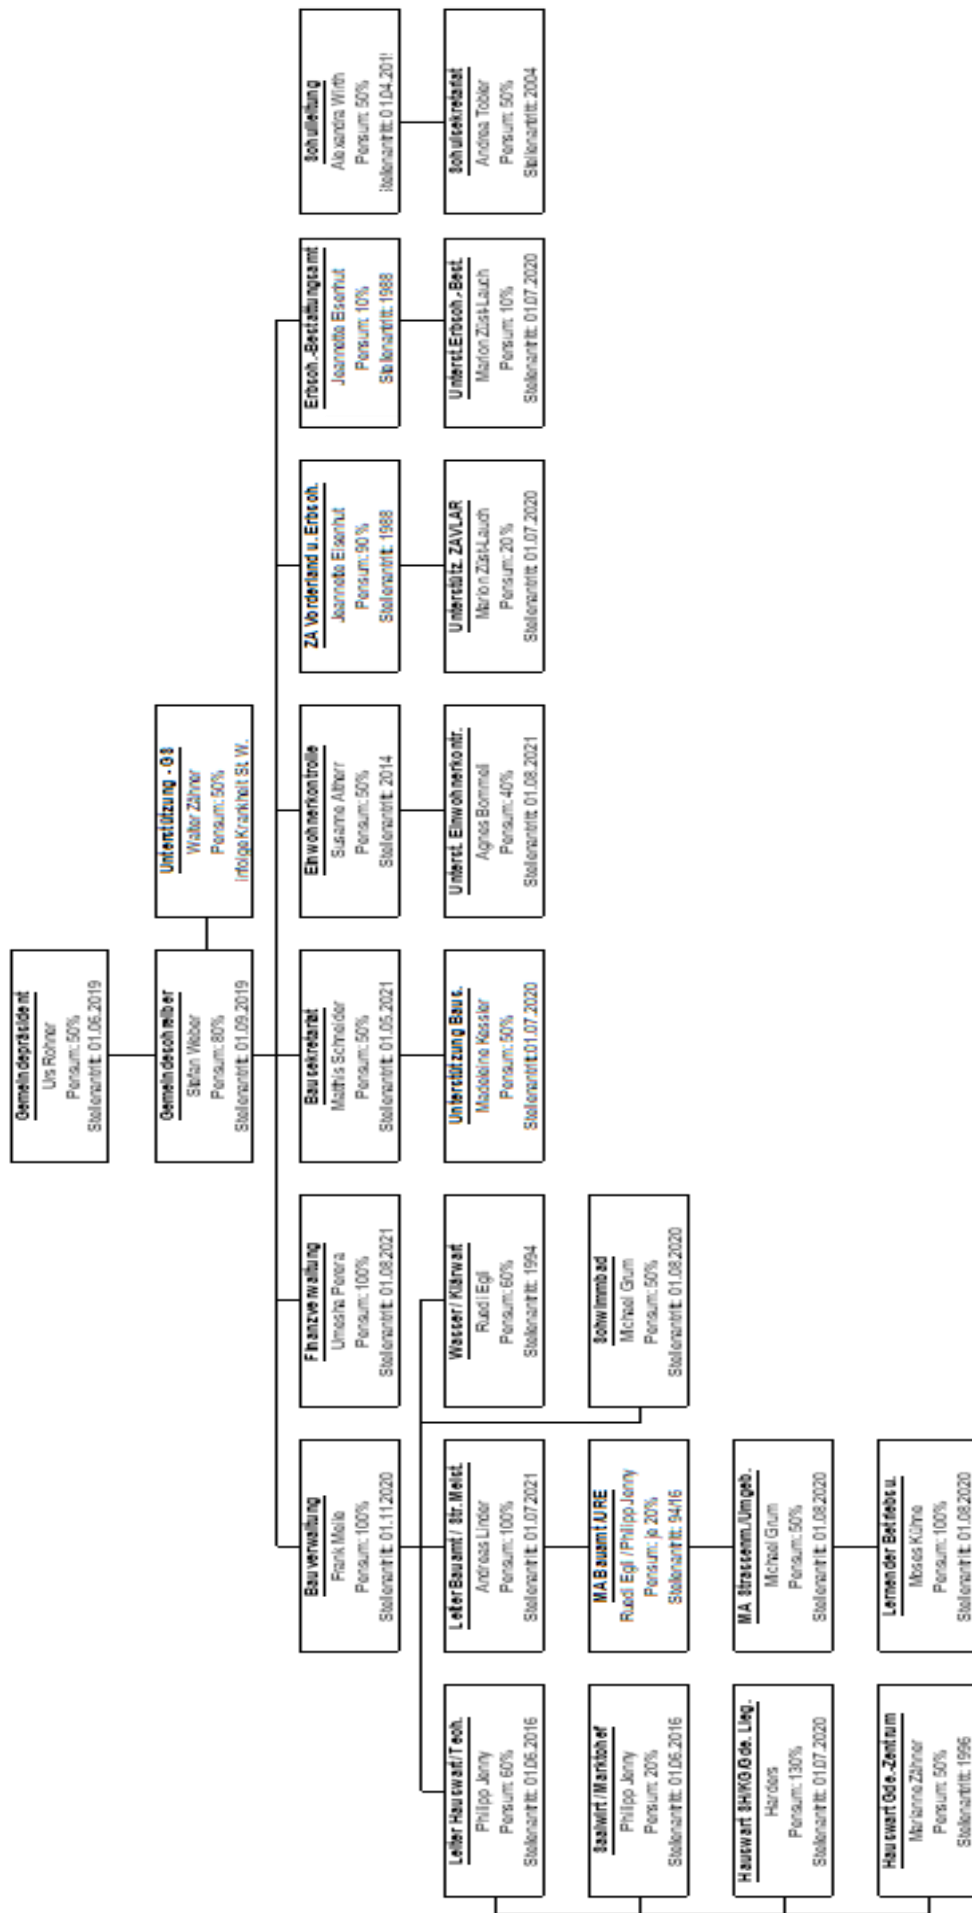 Gemeindepräsident
Urs Rohner
Pensum: 50%
Stellenantritt: 01.06.2019
Gemeindeschreiber
Stefan Weber
Pensum: 80%
Stellenantritt: 01.09.2019
Unterstützung - GS
Walter Zähner
Pensum: 50%
infolge Krankheit St. W.
Bauverwaltung
Frank Melle
Pensum: 100%
Stellenantritt: 01.11.2020
Finanzverwaltung
Umesha Perera
Pensum: 100%
Stellenantritt: 01.08.2021
Bausekretariat
Matthis Schneider
Pensum: 50%
Stellenantritt: 01.05.2021
Einwohnerkontrolle
Susanne Altherr
Pensum: 50%
Stellenantritt: 2014
ZA Vorderland u. Erbsch.
Jeannette Eisenhut
Pensum: 90%
Stellenantritt: 1988
Erbsch.-Bestattungsamt
Jeannette Eisenhut
Pensum: 10%
Stellenantritt: 1988
Schulleitung
Alexandra Wirth
Pensum: 50%
Stellenantritt: 01.04.201
Leiter Hauswart/Tech.
Philipp Jenny
Pensum: 60%
Stellenantritt: 01.06.2016
Leiter Bauamt / Str. Meist.
Andreas Linder
Pensum: 100%
Stellenantritt: 01.07.2021
Wasser / Klärwart
Ruedi Egli
Pensum: 60%
Stellenantritt: 1994
Unterstützung Baus.
Madeleine Kessler
Pensum: 50%
Stellenantritt: 01.07.2020
Unterst. Einwohnerkontr.
Agnes Bommeli
Pensum: 40%
Stellenantritt: 01.08.2021
Unterstütz. ZAVLAR
Marion Züst-Lauch
Pensum: 20%
Stellenantritt: 01.07.2020
Unterst. Erbsch.-Best.
Marion Züst-Lauch
Pensum: 10%
Stellenantritt: 01.07.2020
Schulsekretariat
Andrea Tobler
Pensum: 50%
Stellenantritt: 2004
Saalwirt / Marktchef
Philipp Jenny
Pensum: 20%
Stellenantritt: 01.06.2016
MA Bauamt / URE
Ruedi Egli / Philipp Jenny
Pensum: je 20%
Stellenantritt: 94/16
Schwimmbad
Michael Grum
Pensum: 50%
Stellenantritt: 01.08.2020
Hauswart SH/KG/Gde. Lieg.
Harders
Pensum: 130%
Stellenantritt: 01.07.2020
MA Strassenm./Umgeb.
Michael Grum
Pensum: 50%
Stellenantritt: 01.08.2020
Hauswart Gde.-Zentrum
Marianne Zähner
Pensum: 50%
Stellenantritt: 1996
Lernender Betriebsu.
Moses Kühne
Pensum: 100%
Stellenantritt: 01.08.2020